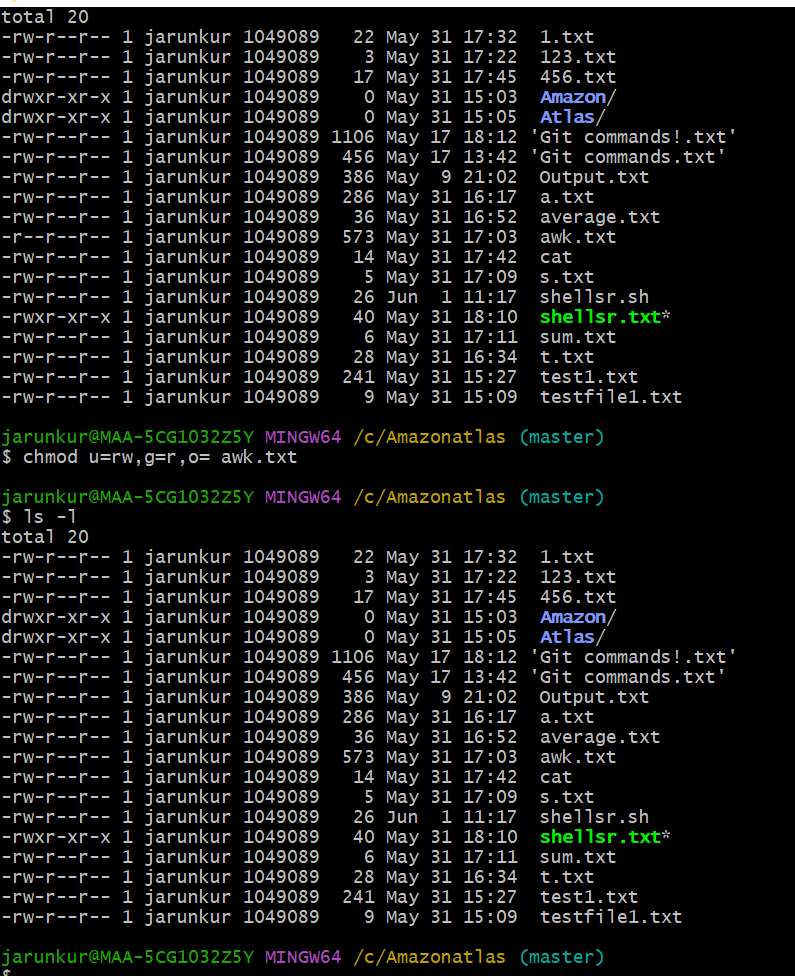 total 20
-rw-r--r-- 1 jarunkur 1049089   22 May 31 17:32  1.txt
-rw-r--r-- 1 jarunkur 1049089    3 May 31 17:22  123.txt
-rw-r--r-- 1 jarunkur 1049089   17 May 31 17:45  456.txt
drwxr-xr-x 1 jarunkur 1049089    0 May 31 15:03  Amazon/
drwxr-xr-x 1 jarunkur 1049089    0 May 31 15:05  Atlas/
-rw-r--r-- 1 jarunkur 1049089 1106 May 17 18:12 'Git commands!.txt'
-rw-r--r-- 1 jarunkur 1049089  456 May 17 13:42 'Git commands.txt'
-rw-r--r-- 1 jarunkur 1049089  386 May  9 21:02  Output.txt
-rw-r--r-- 1 jarunkur 1049089  286 May 31 16:17  a.txt
-rw-r--r-- 1 jarunkur 1049089   36 May 31 16:52  average.txt
-r--r--r-- 1 jarunkur 1049089  573 May 31 17:03  awk.txt
-rw-r--r-- 1 jarunkur 1049089   14 May 31 17:42  cat
-rw-r--r-- 1 jarunkur 1049089    5 May 31 17:09  s.txt
-rw-r--r-- 1 jarunkur 1049089   26 Jun  1 11:17  shellsr.sh
-rwxr-xr-x 1 jarunkur 1049089   40 May 31 18:10  shellsr.txt*
-rw-r--r-- 1 jarunkur 1049089    6 May 31 17:11  sum.txt
-rw-r--r-- 1 jarunkur 1049089   28 May 31 16:34  t.txt
-rw-r--r-- 1 jarunkur 1049089  241 May 31 15:27  test1.txt
-rw-r--r-- 1 jarunkur 1049089    9 May 31 15:09  testfile1.txt
jarunkur@MAA-5CG1032Z5Y MINGW64 /c/Amazonatlas (master)
$ chmod u=rw,g=r,o= awk.txt
jarunkur@MAA-5CG1032Z5Y MINGW64 /c/Amazonatlas (master)
$ ls -l
total 20
-rw-r--r-- 1 jarunkur 1049089   22 May 31 17:32  1.txt
-rw-r--r-- 1 jarunkur 1049089    3 May 31 17:22  123.txt
-rw-r--r-- 1 jarunkur 1049089   17 May 31 17:45  456.txt
drwxr-xr-x 1 jarunkur 1049089    0 May 31 15:03  Amazon/
drwxr-xr-x 1 jarunkur 1049089    0 May 31 15:05  Atlas/
-rw-r--r-- 1 jarunkur 1049089 1106 May 17 18:12 'Git commands!.txt'
-rw-r--r-- 1 jarunkur 1049089  456 May 17 13:42 'Git commands.txt'
-rw-r--r-- 1 jarunkur 1049089  386 May  9 21:02  Output.txt
-rw-r--r-- 1 jarunkur 1049089  286 May 31 16:17  a.txt
-rw-r--r-- 1 jarunkur 1049089   36 May 31 16:52  average.txt
-rw-r--r-- 1 jarunkur 1049089  573 May 31 17:03  awk.txt
-rw-r--r-- 1 jarunkur 1049089   14 May 31 17:42  cat
-rw-r--r-- 1 jarunkur 1049089    5 May 31 17:09  s.txt
-rw-r--r-- 1 jarunkur 1049089   26 Jun  1 11:17  shellsr.sh
-rwxr-xr-x 1 jarunkur 1049089   40 May 31 18:10  shellsr.txt*
-rw-r--r-- 1 jarunkur 1049089    6 May 31 17:11  sum.txt
-rw-r--r-- 1 jarunkur 1049089   28 May 31 16:34  t.txt
-rw-r--r-- 1 jarunkur 1049089  241 May 31 15:27  test1.txt
-rw-r--r-- 1 jarunkur 1049089    9 May 31 15:09  testfile1.txt
jarunkur@MAA-5CG1032Z5Y MINGW64 /c/Amazonatlas (master)
$